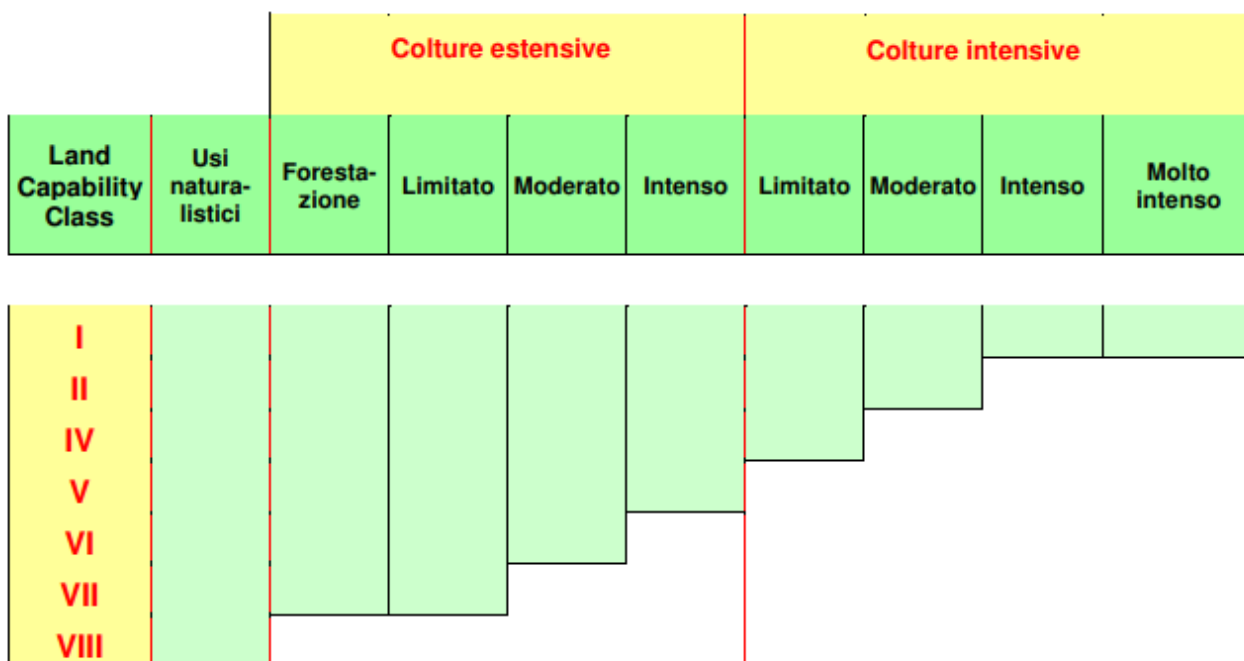 Colture estensive
Colture intensive
Land
Capability
Class
Usi
natura-
listici
Foresta-
zione
Limitato
Moderato
Intenso
Limitato
Moderato
Intenso
Molto
intenso
I
II
IV
V
VI
VII
VIII